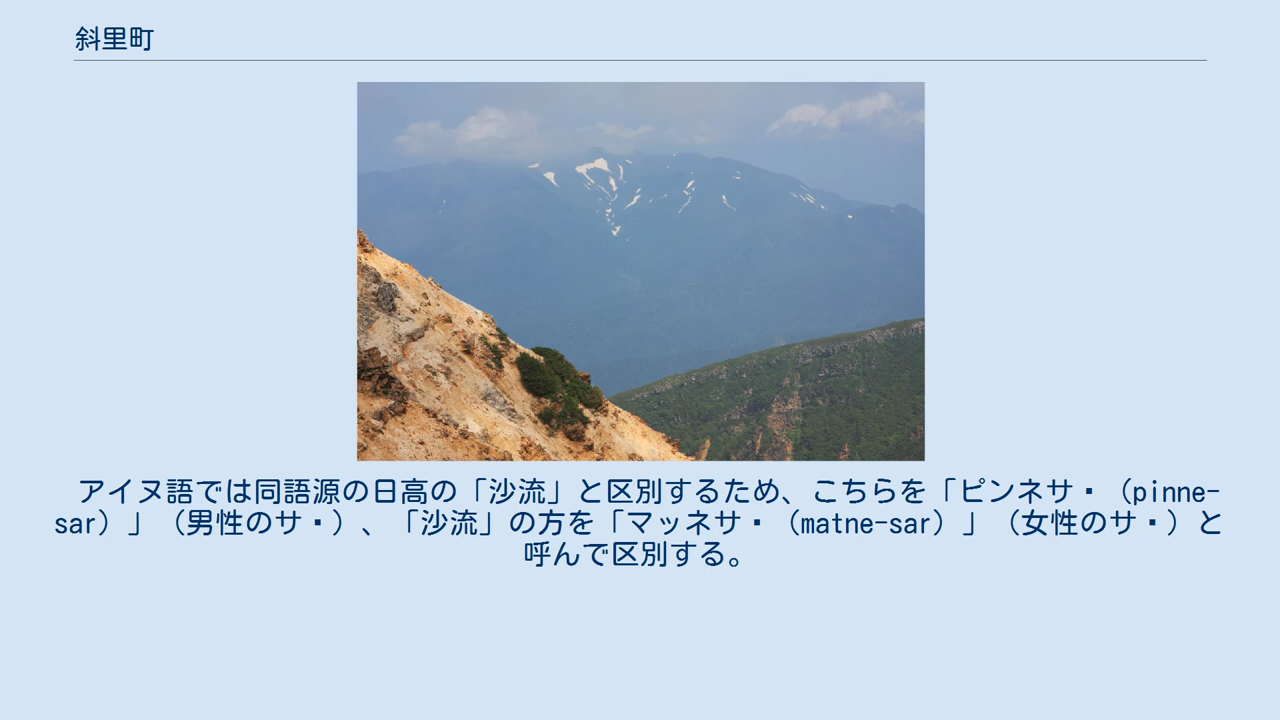 斜里町
アイヌ語では同語源の日高の「沙流」と区別するため、こちらを「ピンネサ・（pinne-
sar）」（男性のサ・）、「沙流」の方を「マッネサ・（matne-sar）」（女性のサ・）と
呼んで区別する。